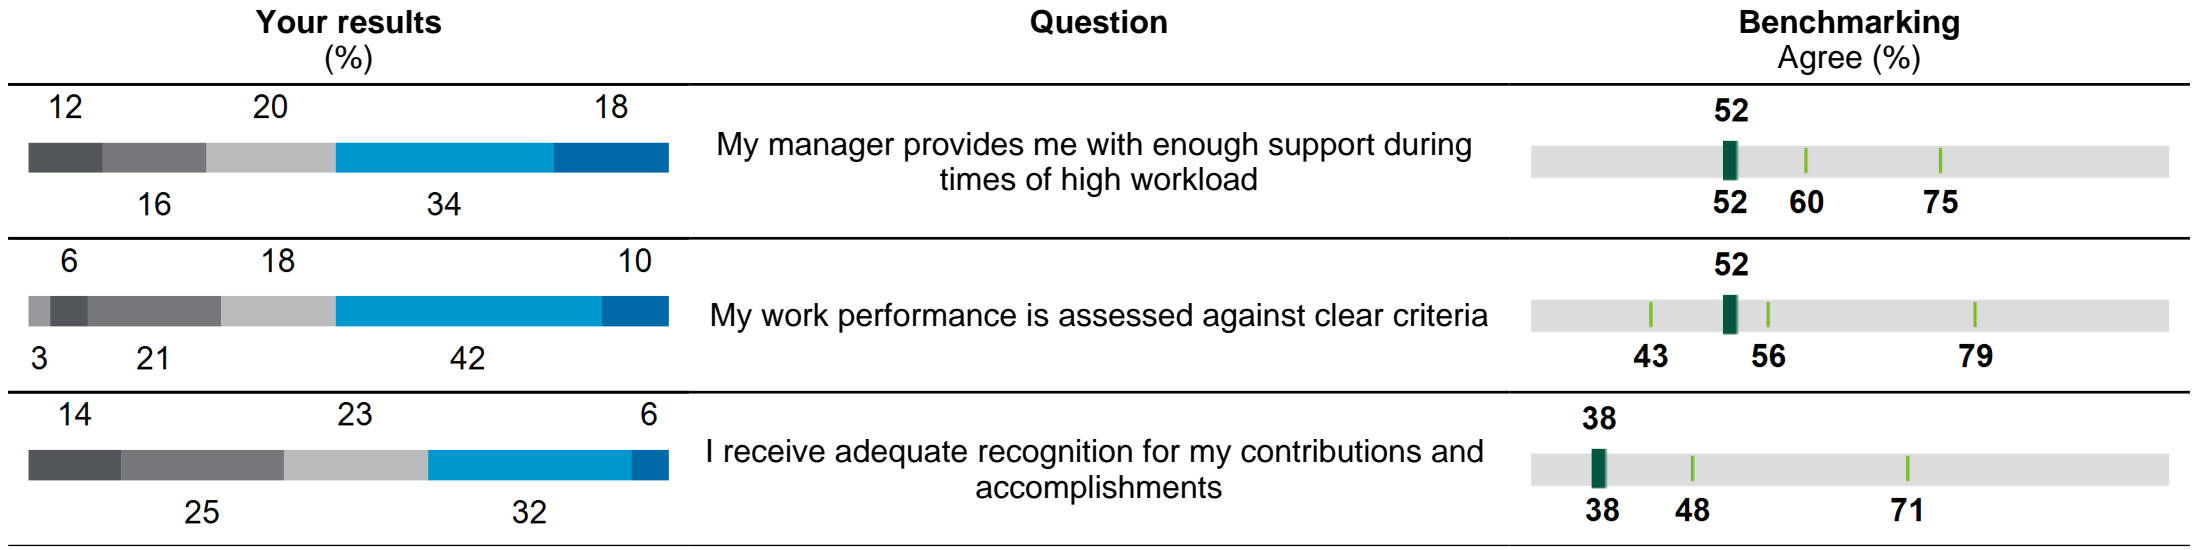 Your results
(%)
Question
Benchmarking
Agree (%)
12 20 18
16 34
My manager provides me with enough support during
times of high workload
52
52 60 75
6 18 10
3 21 42
My work performance is assessed against clear criteria
52
43 56 79
14 23 6
25 32
I receive adequate recognition for my contributions and
accomplishments
38
38 48 71